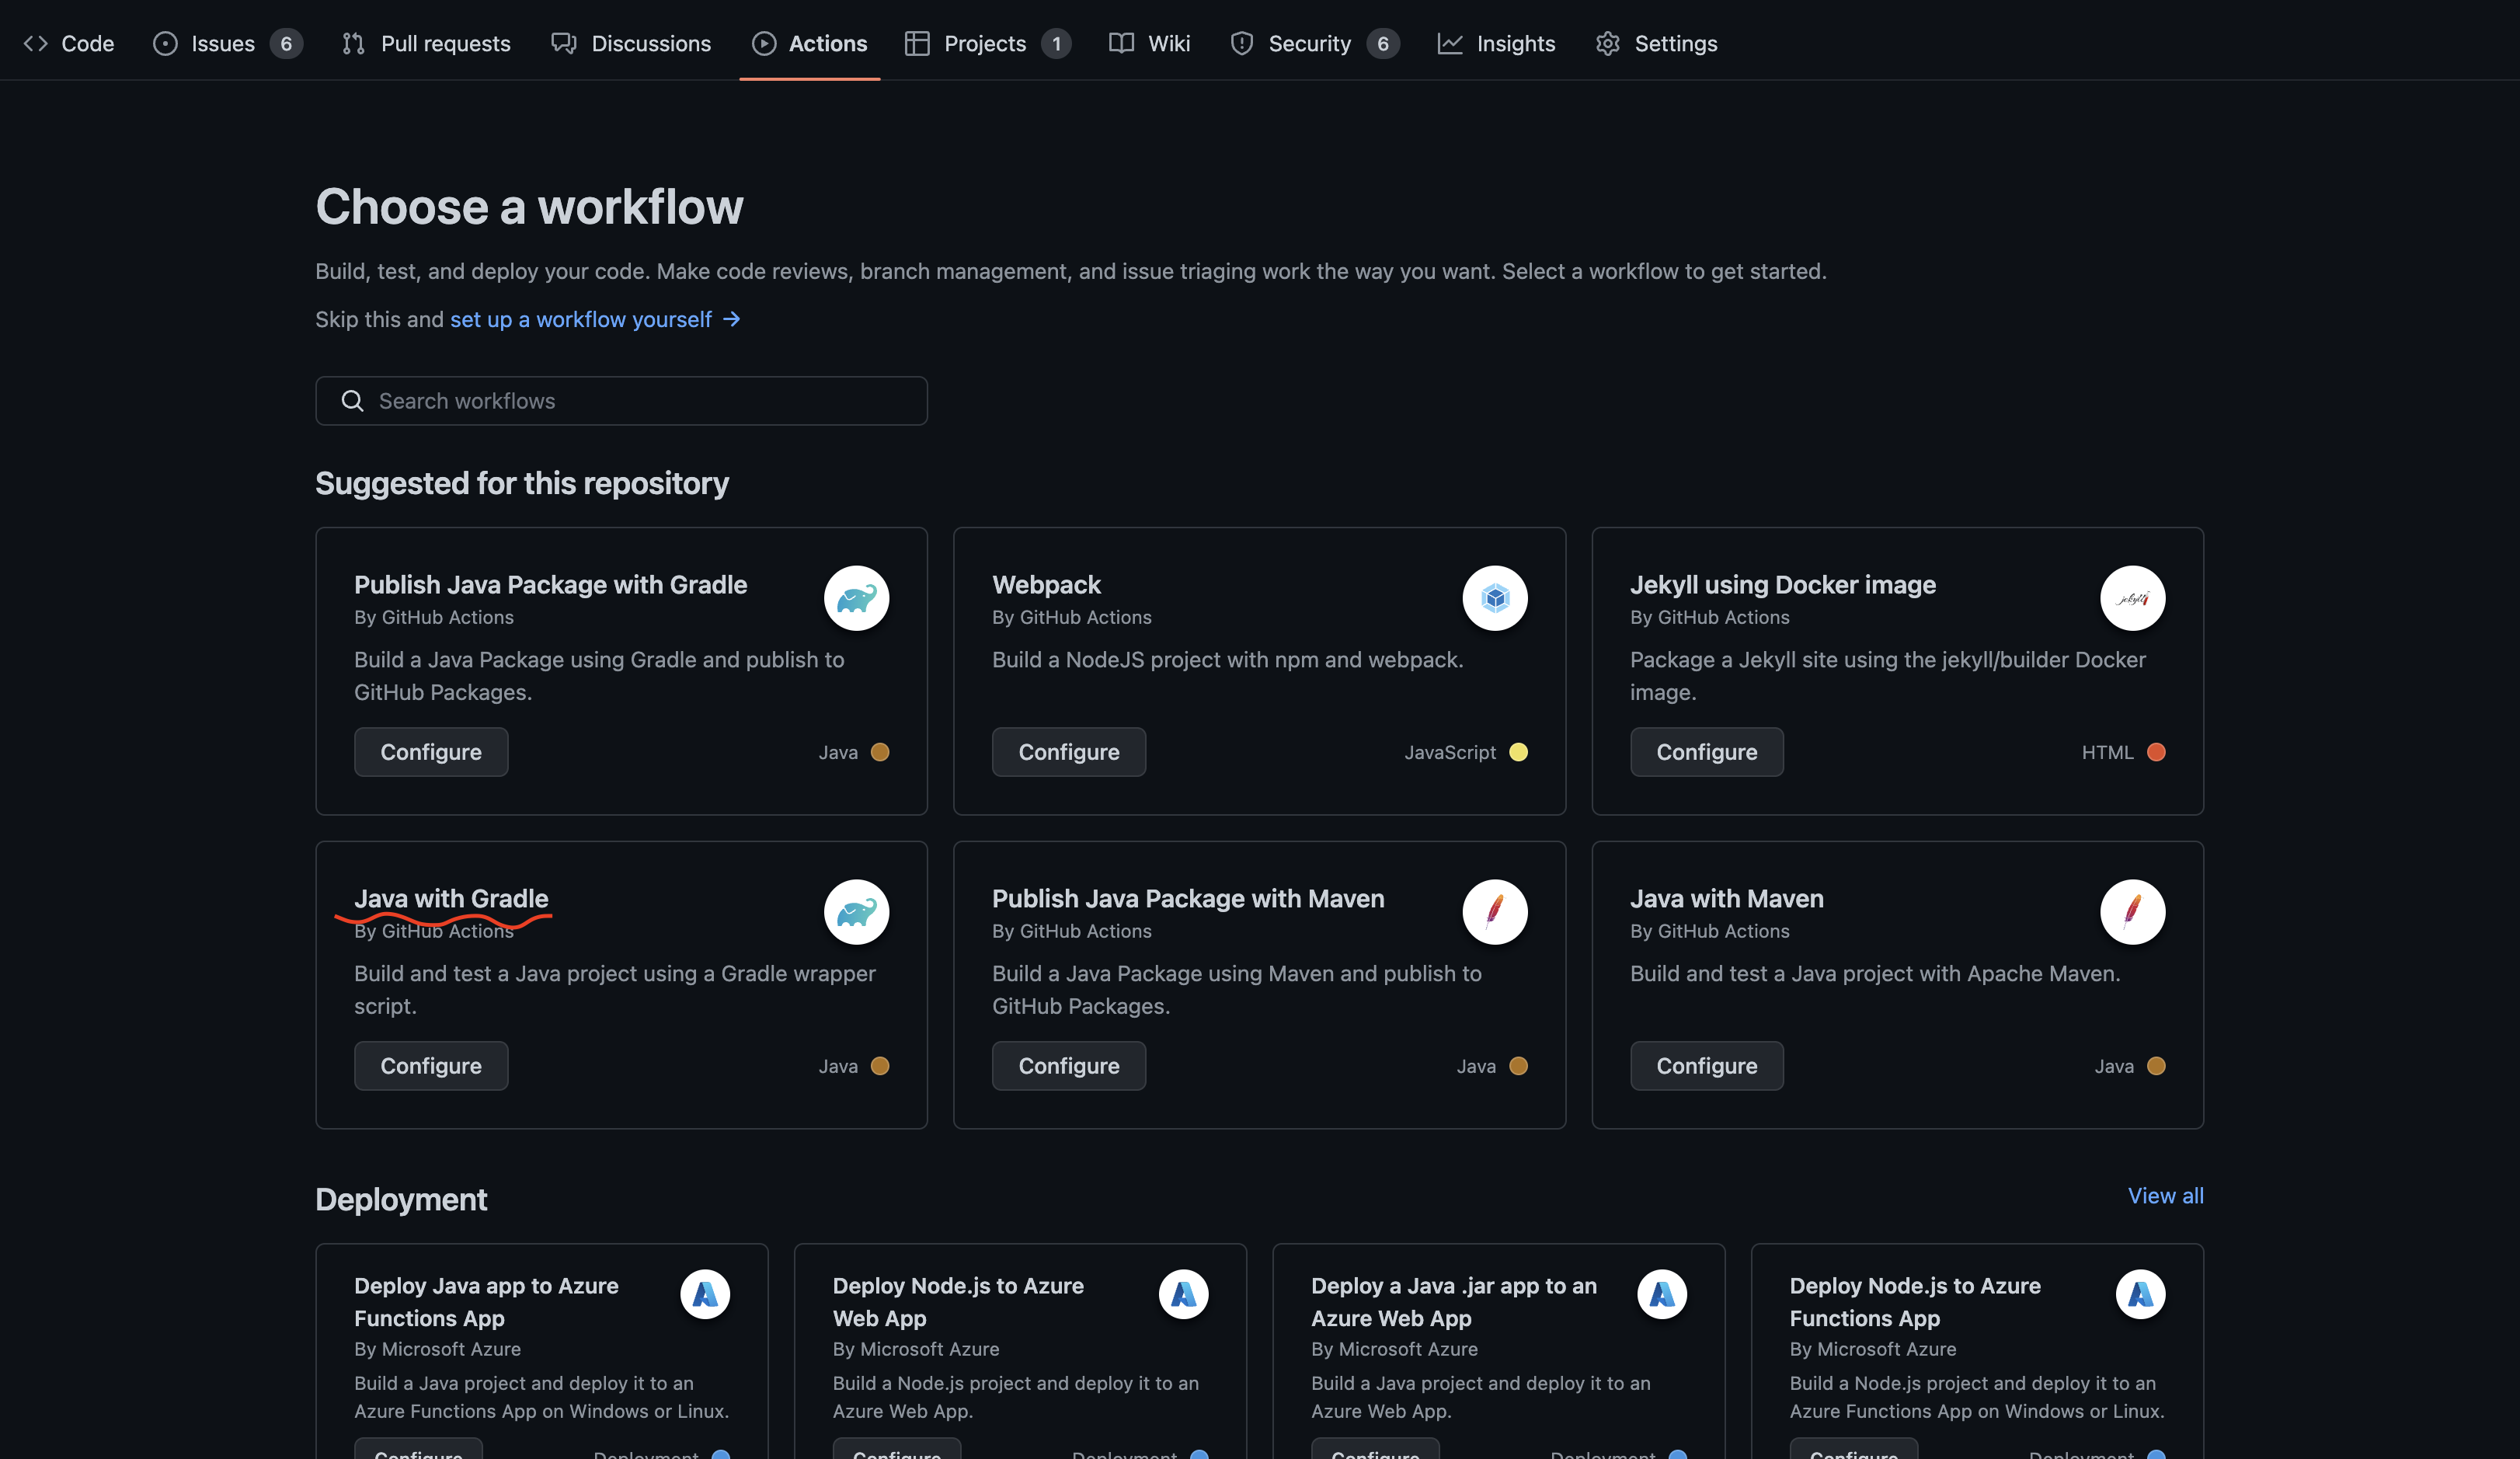 Code Issues 6 Pull requests Discussions Actions Projects 1 Wiki Security 6 Insights Settings
Choose a workflow
Build, test, and deploy your code. Make code reviews, branch management, and issue triaging work the way you want. Select a workflow to get started.
Skip this and set up a workflow yourself →
Search workflows
Suggested for this repository
Publish Java Package with Gradle
By GitHub Actions
Build a Java Package using Gradle and publish to
GitHub Packages.
Configure Java
Webpack
By GitHub Actions
Build a NodeJS project with npm and webpack.
Configure JavaScript
Jekyll using Docker image
By GitHub Actions
jekyll
Package a Jekyll site using the jekyll/builder Docker
image.
Configure HTML
Java with Gradle
By GitHub Actions
Build and test a Java project using a Gradle wrapper
script.
Configure Java
Publish Java Package with Maven
By GitHub Actions
Build a Java Package using Maven and publish to
GitHub Packages.
Configure Java
Java with Maven
By GitHub Actions
Build and test a Java project with Apache Maven.
Configure Java
Deployment View all
Deploy Java app to Azure
Functions App
By Microsoft Azure
Build a Java project and deploy it to an
Azure Functions App on Windows or Linux.
Configure Deployment
Deploy Node.js to Azure
Web App
By Microsoft Azure
Build a Node.js project and deploy it to an
Azure Web App.
Configure Deployment
Deploy a Java .jar app to an
Azure Web App
By Microsoft Azure
Build a Java project and deploy it to an
Azure Web App.
Configure Deployment
Deploy Node.js to Azure
Functions App
By Microsoft Azure
Build a Node.js project and deploy it to an
Azure Functions App on Windows or Linux.
Configure Deployment